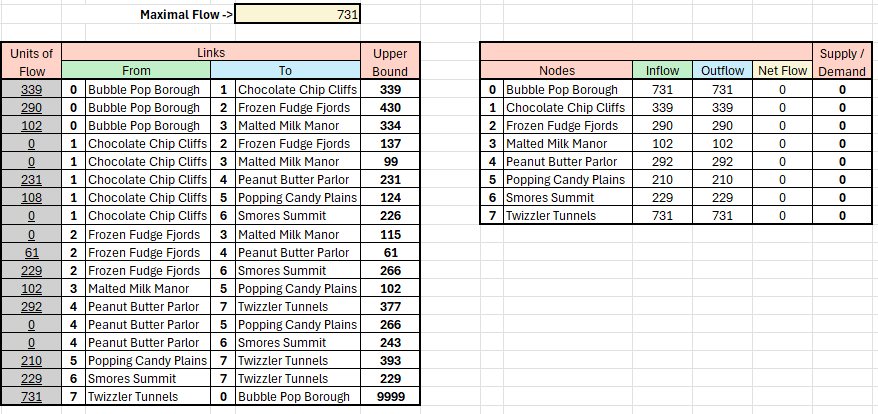 Maximal Flow -> 731
Units of Links Upper Supply /
Flow From To Bound Nodes Inflow Outflow Net Flow Demand
339 0 Bubble Pop Borough 1 Chocolate Chip Cliffs 339 0 Bubble Pop Borough 731 731 0 0
290 0 Bubble Pop Borough 2 Frozen Fudge Fjords 430 1 Chocolate Chip Cliffs 339 339 0 0
102 0 Bubble Pop Borough 3 Malted Milk Manor 334 2 Frozen Fudge Fjords 290 290 0 0
0 1 Chocolate Chip Cliffs 2 Frozen Fudge Fjords 137 3 Malted Milk Manor 102 102 0 0
0 1 Chocolate Chip Cliffs 3 Malted Milk Manor 99 4 Peanut Butter Parlor 292 292 0 0
231 1 Chocolate Chip Cliffs 4 Peanut Butter Parlor 231 5 Popping Candy Plains 210 210 0 0
108 1 Chocolate Chip Cliffs 5 Popping Candy Plains 124 6 Smores Summit 229 229 0 0
0 1 Chocolate Chip Cliffs 6 Smores Summit 226 7 Twizzler Tunnels 731 731 0 0
0 2 Frozen Fudge Fjords 3 Malted Milk Manor 115
61 2 Frozen Fudge Fjords 4 Peanut Butter Parlor 61
229 2 Frozen Fudge Fjords 6 Smores Summit 266
102 3 Malted Milk Manor 5 Popping Candy Plains 102
292 4 Peanut Butter Parlor 7 Twizzler Tunnels 377
0 4 Peanut Butter Parlor 5 Popping Candy Plains 266
0 4 Peanut Butter Parlor 6 Smores Summit 243
210 5 Popping Candy Plains 7 Twizzler Tunnels 393
229 6 Smores Summit 7 Twizzler Tunnels 229
731 7 Twizzler Tunnels 0 Bubble Pop Borough 9999